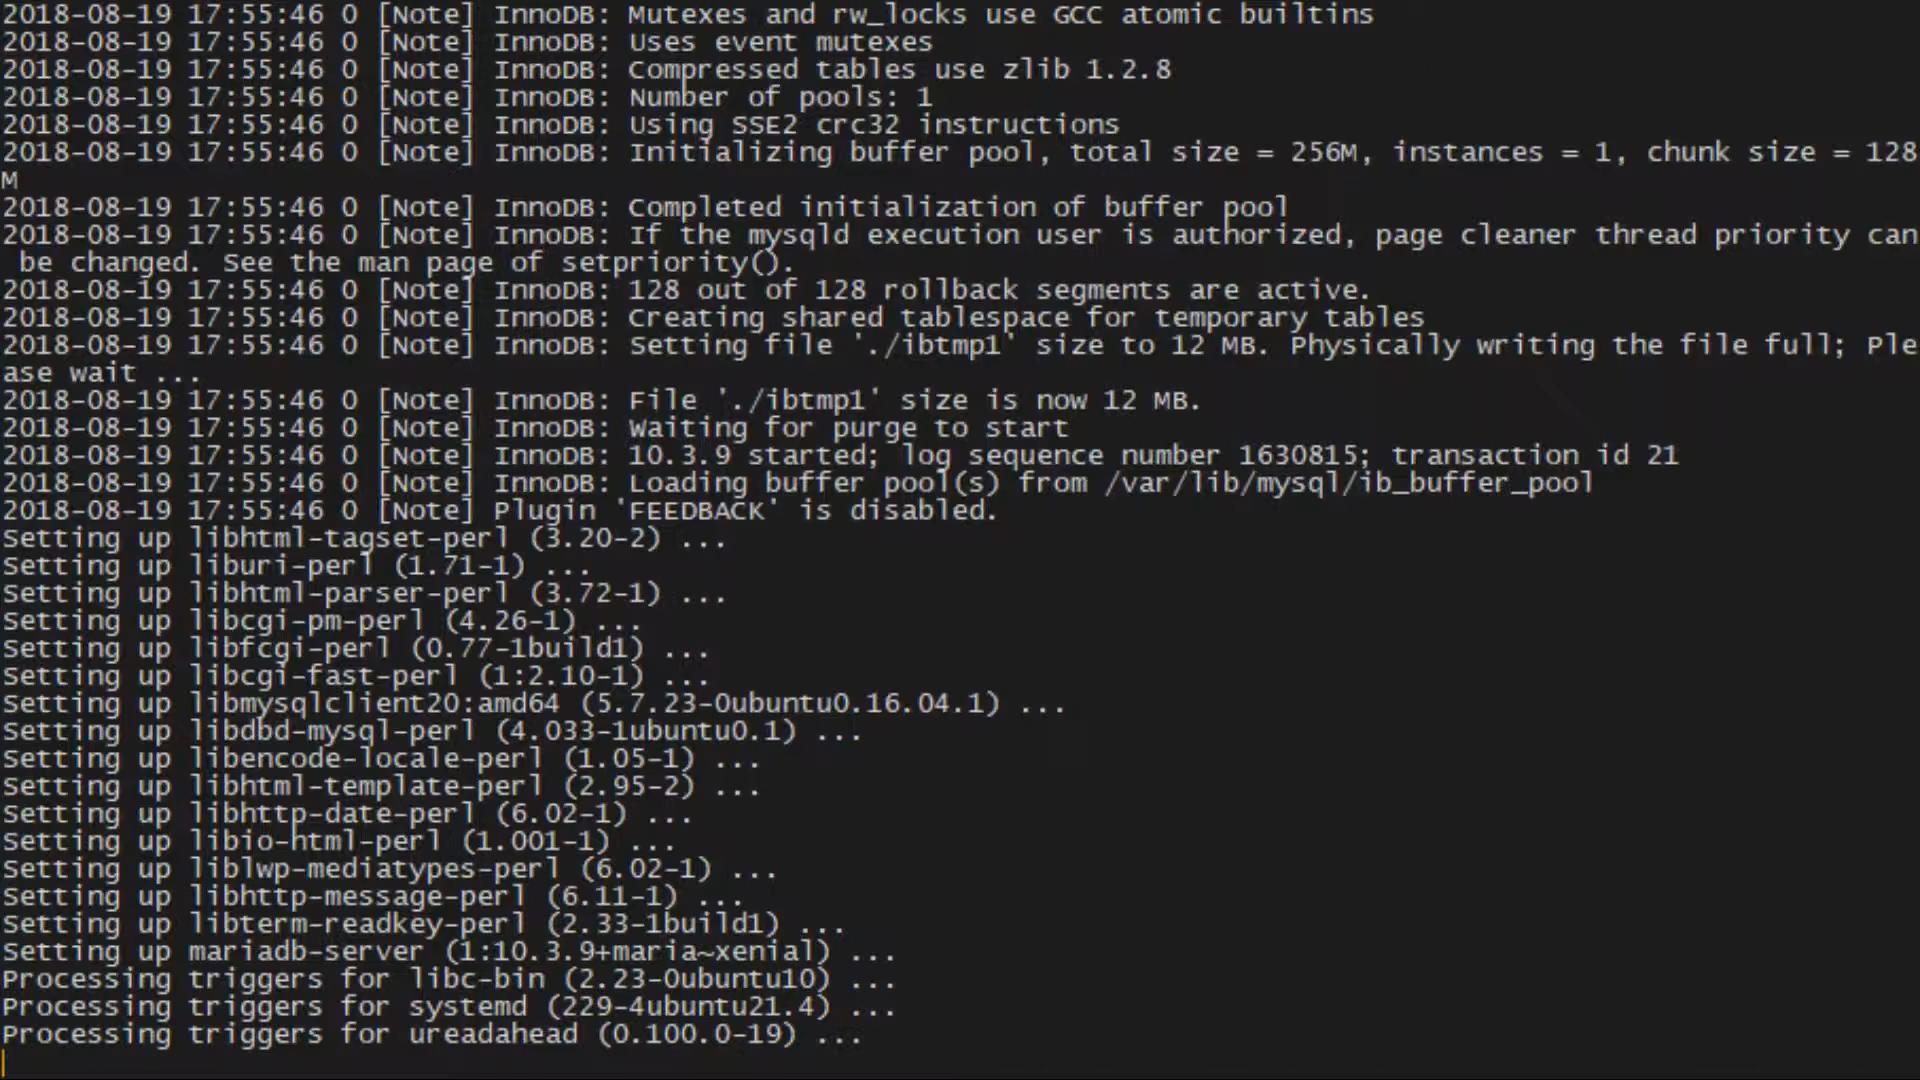 2018-08-19 17:55:46 0 [Note] InnoDB: Mutexes and rw_locks use GCC atomic builtins
2018-08-19 17:55:46 0 [Note] InnoDB: Uses event mutexes
2018-08-19 17:55:46 0 [Note] InnoDB: Compressed tables use zlib 1.2.8
2018-08-19 17:55:46 0 [Note] InnoDB: Number of pools: 1
2018-08-19 17:55:46 0 [Note] InnoDB: Using SSE2 crc32 instructions
2018-08-19 17:55:46 0 [Note] InnoDB: Initializing buffer pool, total size = 256M, instances = 1, chunk size = 128
M
2018-08-19 17:55:46 0 [Note] InnoDB: Completed initialization of buffer pool
2018-08-19 17:55:46 0 [Note] InnoDB: If the mysqld execution user is authorized, page cleaner thread priority can
 be changed. See the man page of setpriority().
2018-08-19 17:55:46 0 [Note] InnoDB: 128 out of 128 rollback segments are active.
2018-08-19 17:55:46 0 [Note] InnoDB: Creating shared tablespace for temporary tables
2018-08-19 17:55:46 0 [Note] InnoDB: Setting file './ibtmp1' size to 12 MB. Physically writing the file full; Ple
ase wait ...
2018-08-19 17:55:46 0 [Note] InnoDB: File './ibtmp1' size is now 12 MB.
2018-08-19 17:55:46 0 [Note] InnoDB: Waiting for purge to start
2018-08-19 17:55:46 0 [Note] InnoDB: 10.3.9 started; log sequence number 1630815; transaction id 21
2018-08-19 17:55:46 0 [Note] InnoDB: Loading buffer pool(s) from /var/lib/mysql/ib_buffer_pool
2018-08-19 17:55:46 0 [Note] Plugin 'FEEDBACK' is disabled.
Setting up libhtml-tagset-perl (3.20-2) ...
Setting up liburi-perl (1.71-1) ...
Setting up libhtml-parser-perl (3.72-1) ...
Setting up libcgi-pm-perl (4.26-1) ...
Setting up libfcgi-perl (0.77-1build1) ...
Setting up libcgi-fast-perl (1:2.10-1) ...
Setting up libmysqlclient20:amd64 (5.7.23-0ubuntu0.16.04.1) ...
Setting up libdbd-mysql-perl (4.033-1ubuntu0.1) ...
Setting up libencode-locale-perl (1.05-1) ...
Setting up libhtml-template-perl (2.95-2) ...
Setting up libhttp-date-perl (6.02-1) ...
Setting up libio-html-perl (1.001-1) ...
Setting up liblwp-mediatypes-perl (6.02-1) ...
Setting up libhttp-message-perl (6.11-1) ...
Setting up libterm-readkey-perl (2.33-1build1) ...
Setting up mariadb-server (1:10.3.9+maria~xenial) ...
Processing triggers for libc-bin (2.23-0ubuntu10) ...
Processing triggers for systemd (229-4ubuntu21.4) ...
Processing triggers for ureadahead (0.100.0-19) ...